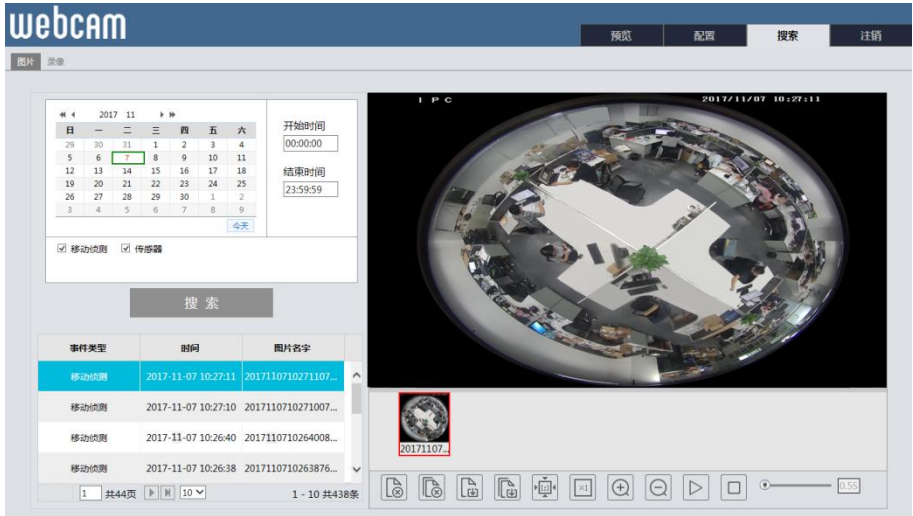 webcam
预览 配置 搜索 注销
图片 录像
2017 11
日 一 二 三 四 五 六
29 30 31 1 2 3 4
5 6 7 8 9 10 11
12 13 14 15 16 17 18
19 20 21 22 23 24 25
26 27 28 29 30 1 2
3 4 5 6 7 8 9
今天
开始时间
00:00:00
结束时间
23:59:59
移动侦测 传感器
搜 索
事件类型 时间 图片名字
移动侦测 2017-11-07 10:27:11 2017110710271107...
移动侦测 2017-11-07 10:27:10 2017110710271007...
移动侦测 2017-11-07 10:26:40 2017110710264008...
移动侦测 2017-11-07 10:26:38 2017110710263876...
1 共44页 10 1 - 10 共438条
IPC 2017/11/07 10:27:11
20171107...
1:1 ×1 0.5S